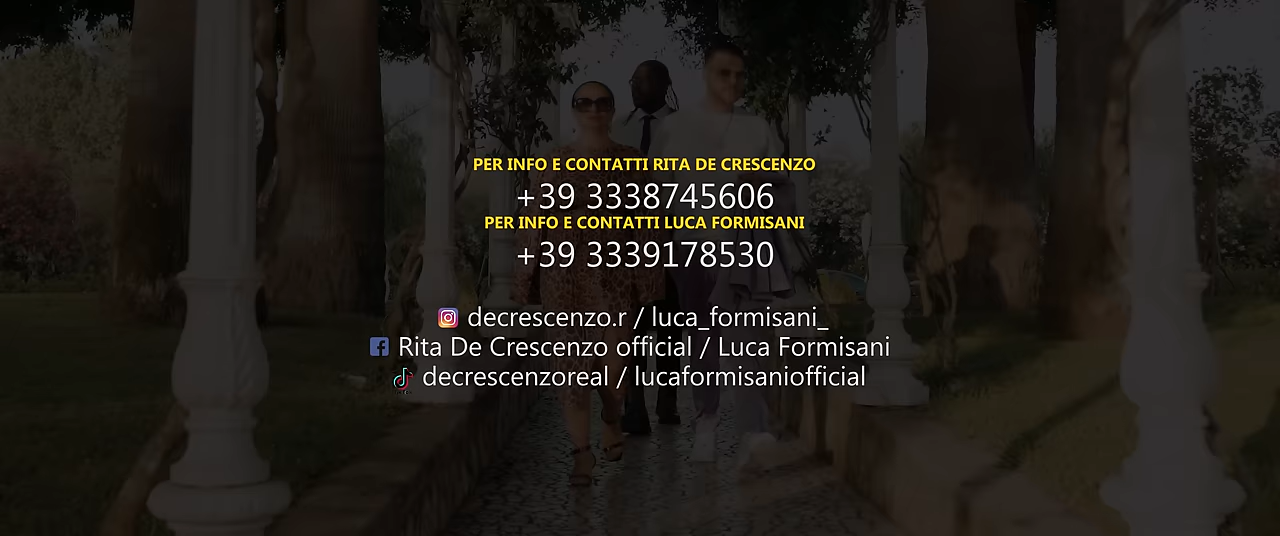 PER INFO E CONTATTI RITA DE CRESCENZO
+39 3338745606
PER INFO E CONTATTI LUCA FORMISANI
+39 3339178530
decrescenzo.r / luca_formisani_
Rita De Crescenzo official / Luca Formisani
decrescenzoreal / lucaformisaniofficial